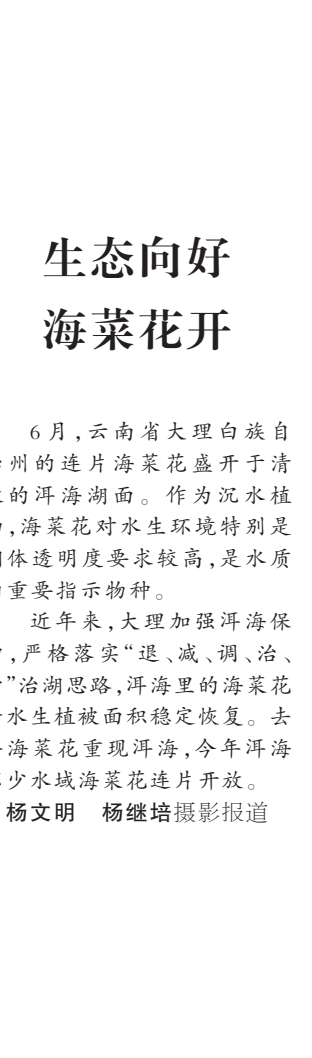 生态向好
海菜花开
6月,云南省大理白族自
州的连片海菜花盛开于清
的洱海湖面。作为沉水植
,海菜花对水生环境特别是
体透明度要求较高,是水质
重要指示物种。
近年来,大理加强洱海保
,严格落实“退、减、调、治、
”治湖思路,洱海里的海菜花
水生植被面积稳定恢复。去
海菜花重现洱海,今年洱海
少水域海菜花连片开放。
杨文明 杨继培摄影报道